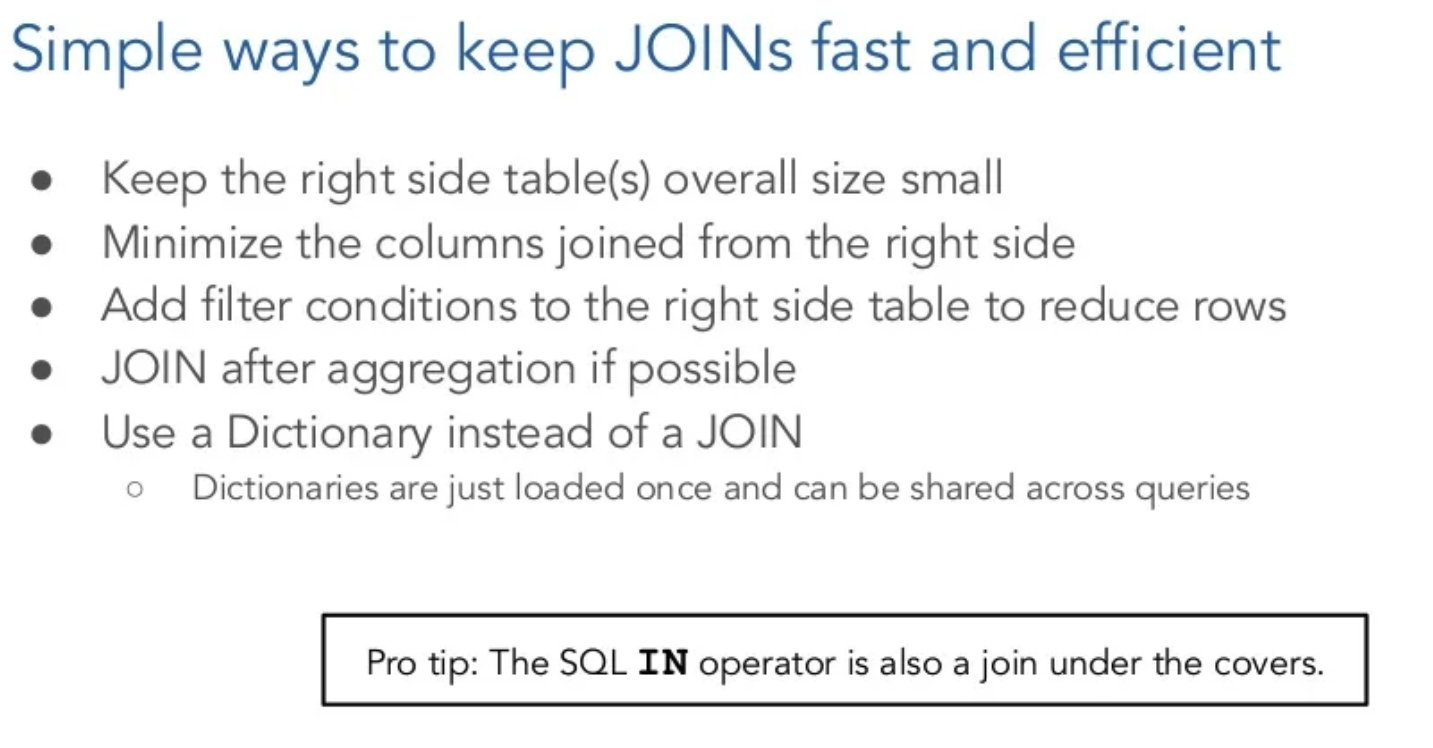 Simple ways to keep JOINs fast and efficient
● Keep the right side table(s) overall size small
● Minimize the columns joined from the right side
● Add filter conditions to the right side table to reduce rows
● JOIN after aggregation if possible
● Use a Dictionary instead of a JOIN
○ Dictionaries are just loaded once and can be shared across queries
Pro tip: The SQL IN operator is also a join under the covers.